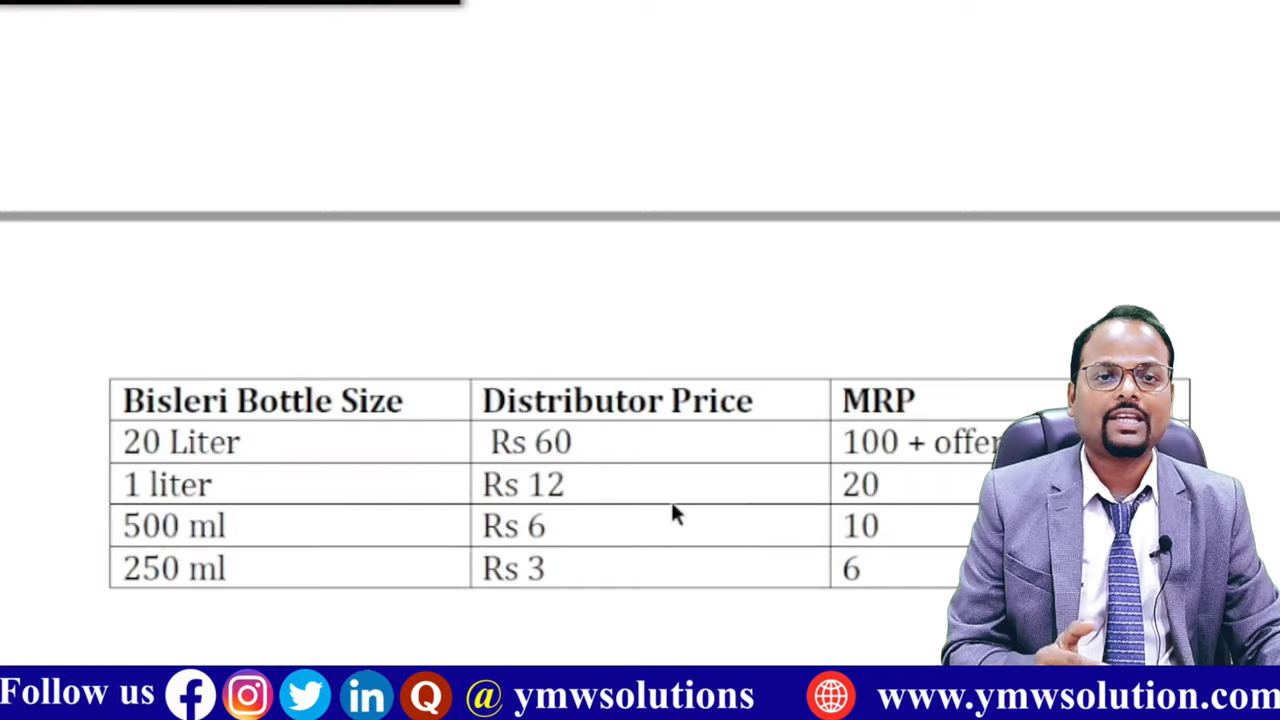 Bisleri Bottle Size Distributor Price MRP
20 Liter Rs 60 100 + offer
1 liter Rs 12 20
500 ml Rs 6 10
250 ml Rs 3 6
Follow us @ ymwsolutions www.ymwsolution.com